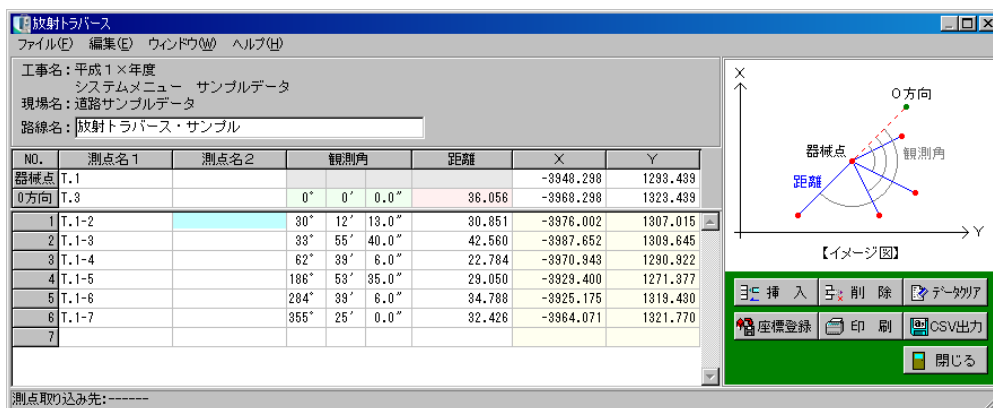 放射トラバース
ファイル(F) 編集(E) ウィンドウ(W) ヘルプ(H)
工事名：平成１×年度
システムメニュー サンプルデータ
現場名：道路サンプルデータ
路線名： 放射トラバース・サンプル
NO. 測点名１ 測点名２ 観測角 距離 X Y
器械点 T.1 -3948.298 1293.439
0方向 T.3 0° 0′ 0.0″ 36.056 -3968.298 1323.439
1 T.1-2 30° 12′ 13.0″ 30.851 -3976.002 1307.015
2 T.1-3 33° 55′ 40.0″ 42.560 -3987.652 1309.645
3 T.1-4 62° 39′ 6.0″ 22.784 -3970.943 1290.922
4 T.1-5 186° 53′ 35.0″ 29.050 -3929.400 1271.377
5 T.1-6 284° 39′ 6.0″ 34.788 -3925.175 1319.430
6 T.1-7 355° 25′ 0.0″ 32.426 -3964.071 1321.770
7
測点取り込み先:------
X
０方向
器械点
観測角
距離
Y
【イメージ図】
挿 入 削 除 データクリア
座標登録 印 刷 CSV出力
閉じる